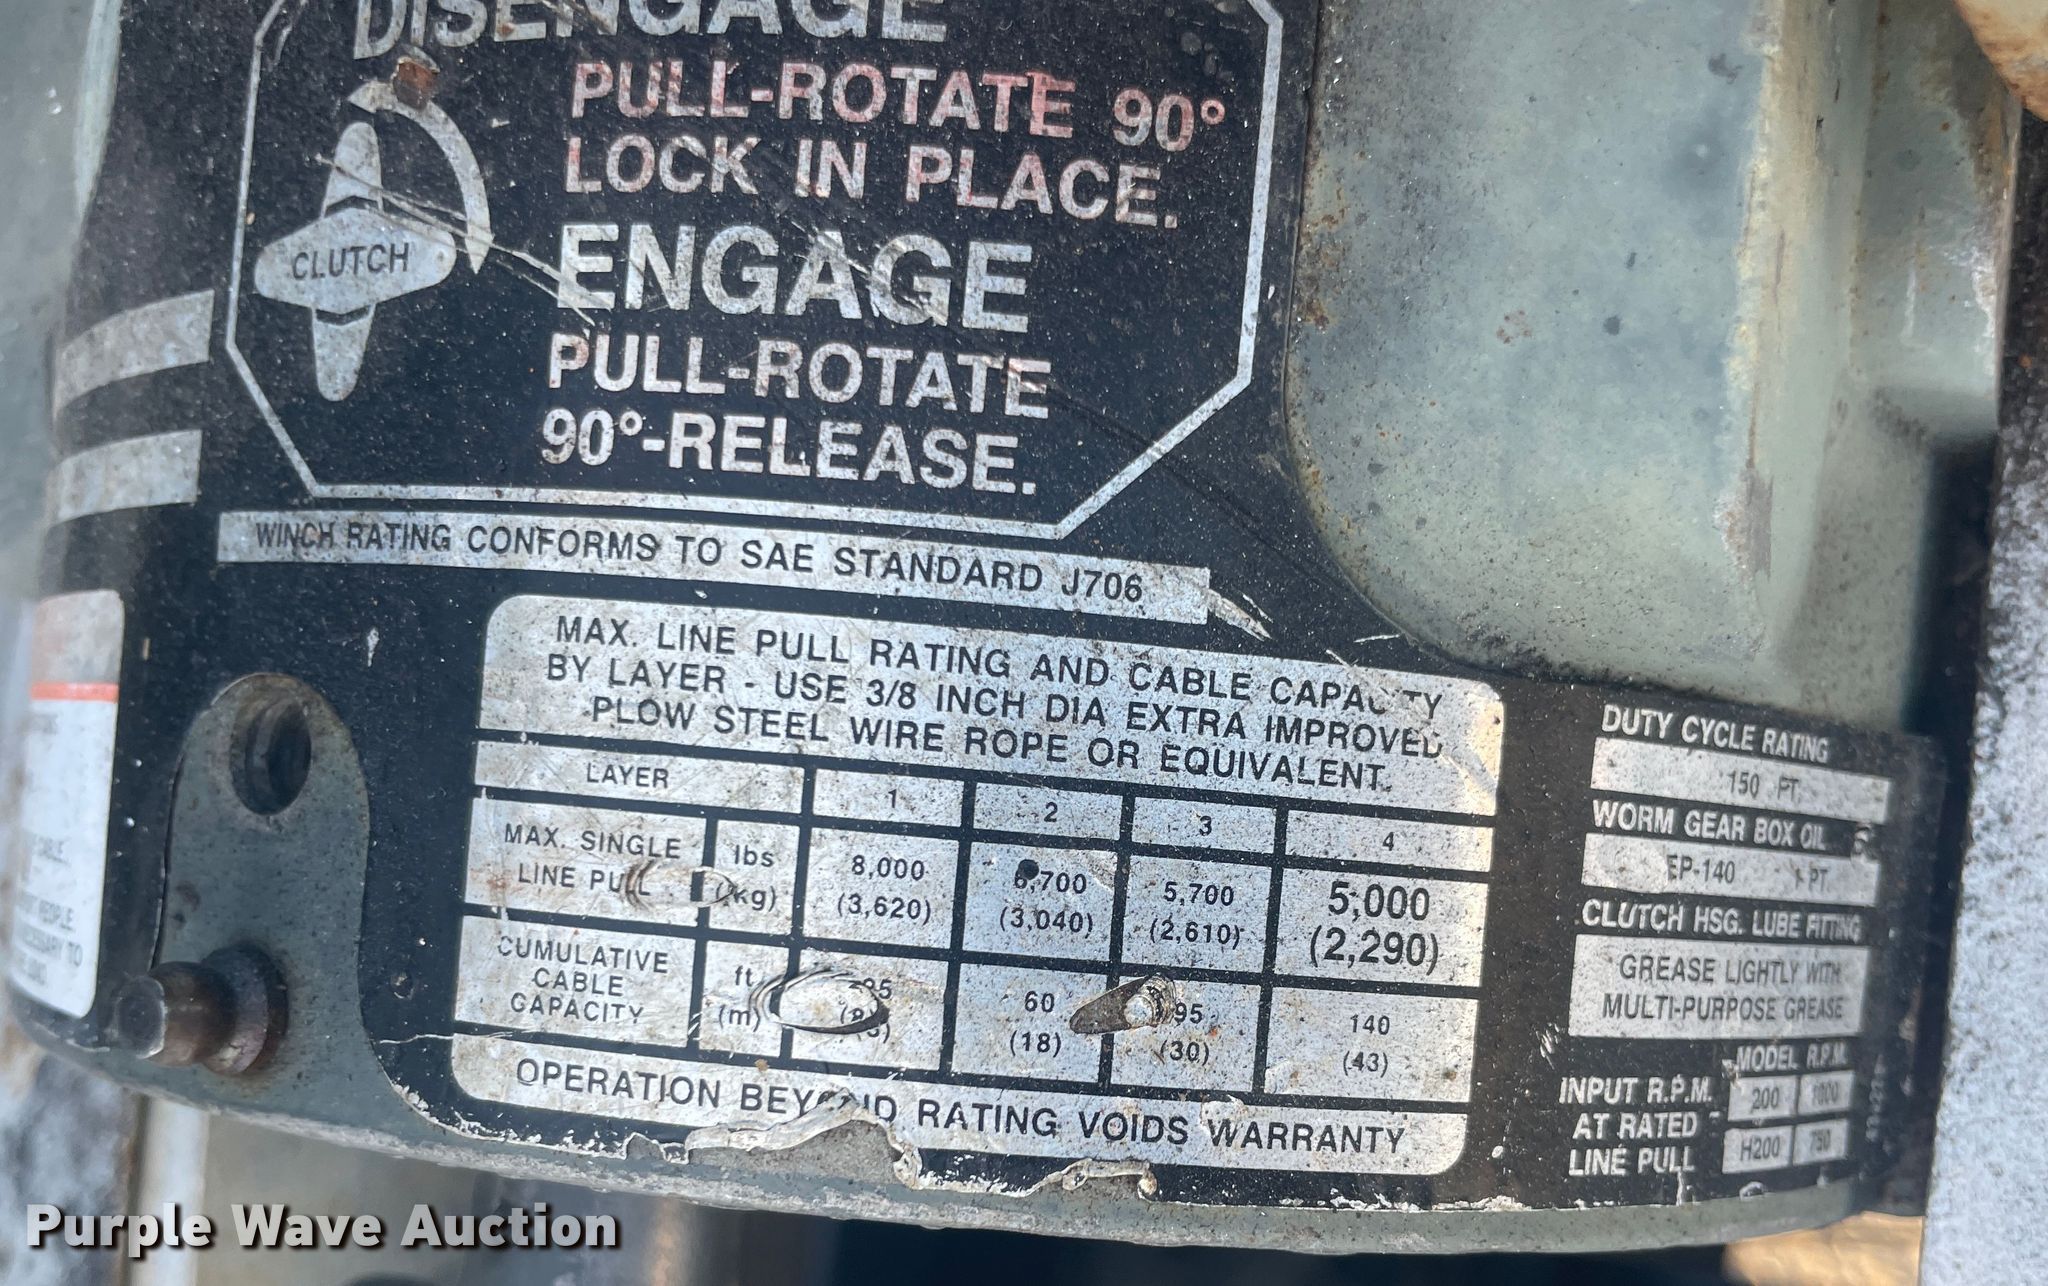 DISENGAGE
PULL-ROTATE 90°
LOCK IN PLACE.
CLUTCH
ENGAGE
PULL-ROTATE
90°-RELEASE.
WINCH RATING CONFORMS TO SAE STANDARD J706
MAX. LINE PULL RATING AND CABLE CAPACITY
BY LAYER - USE 3/8 INCH DIA EXTRA IMPROVED
PLOW STEEL WIRE ROPE OR EQUIVALENT.
LAYER 1 2 3 4
MAX. SINGLE LINE PULL lbs 8,000 6,700 5,700 5,000
(kg) (3,620) (3,040) (2,610) (2,290)
CUMULATIVE CABLE CAPACITY ft 60 95 140
(m) (18) (30) (43)
OPERATION BEYOND RATING VOIDS WARRANTY
DUTY CYCLE RATING
150 PT.
WORM GEAR BOX OIL
EP-140 PT.
CLUTCH HSG. LUBE FITTING
GREASE LIGHTLY WITH
MULTI-PURPOSE GREASE
MODEL R.P.M.
INPUT R.P.M. 200
AT RATED
LINE PULL H200
PEOPLE.
TO
Purple Wave Auction